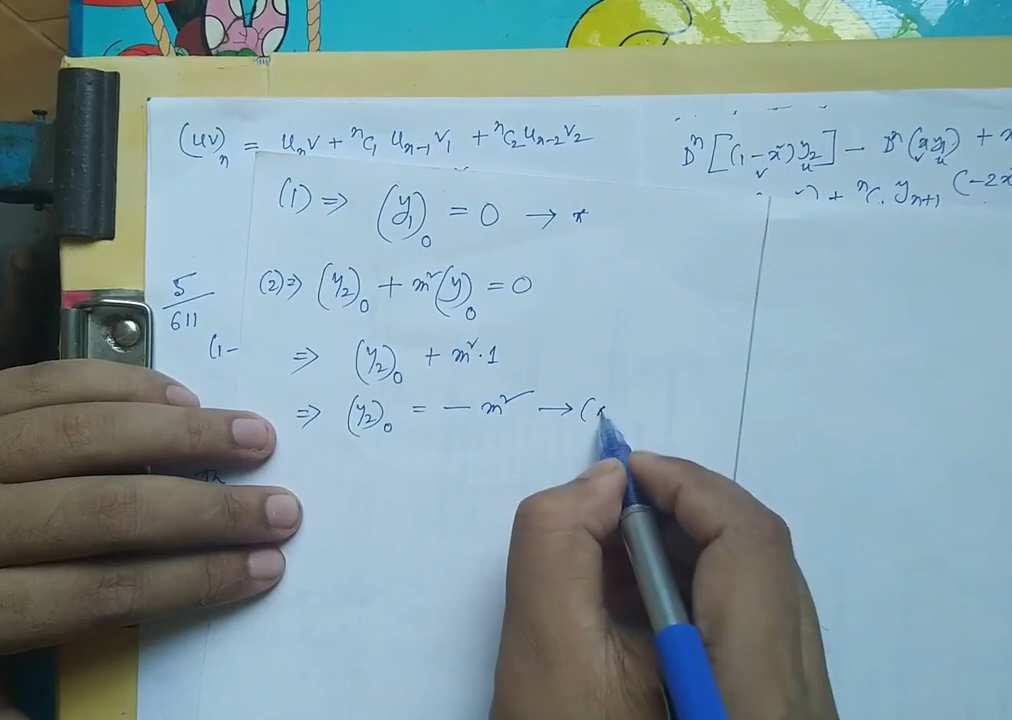 (uv)ₙ = uₙv + ⁿC₁ uₙ₋₁ v₁ + ⁿC₂ uₙ₋₂ v₂
Dⁿ[(1-x²)y₂] - Dⁿ(xy₁) +
v u v u
+ ⁿC₁ yₙ₊₁ (-2x
(1) ⇒ (y₁)₀ = 0 → *
(2) ⇒ (y₂)₀ + m²(y)₀ = 0
5/611
(1-
⇒ (y₂)₀ + m²·1
⇒ (y₂)₀ = - m² → (*